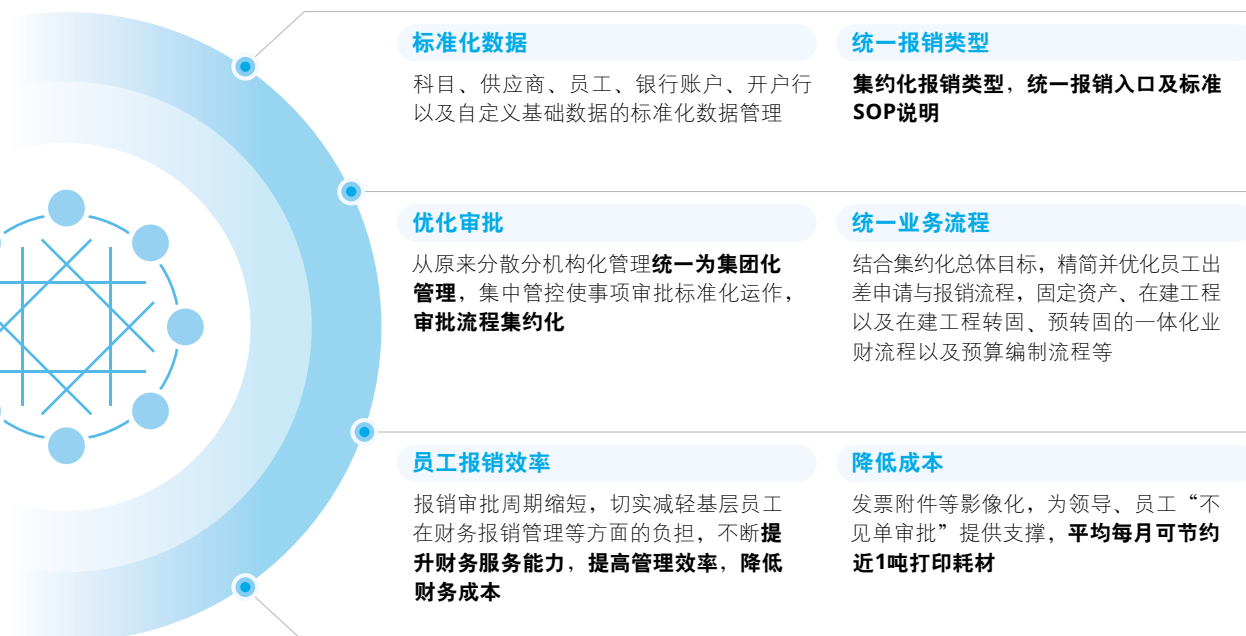 标准化数据
科目、供应商、员工、银行账户、开户行
以及自定义基础数据的标准化数据管理
统一报销类型
集约化报销类型，统一报销入口及标准
SOP说明
优化审批
从原来分散分机构化管理统一为集团化
管理，集中管控使事项审批标准化运作，
审批流程集约化
统一业务流程
结合集约化总体目标，精简并优化员工出
差申请与报销流程，固定资产、在建工程
以及在建工程转固、预转固的一体化业
财流程以及预算编制流程等
员工报销效率
报销审批周期缩短，切实减轻基层员工
在财务报销管理等方面的负担，不断提
升财务服务能力，提高管理效率，降低
财务成本
降低成本
发票附件等影像化，为领导、员工“不
见单审批”提供支撑，平均每月可节约
近1吨打印耗材